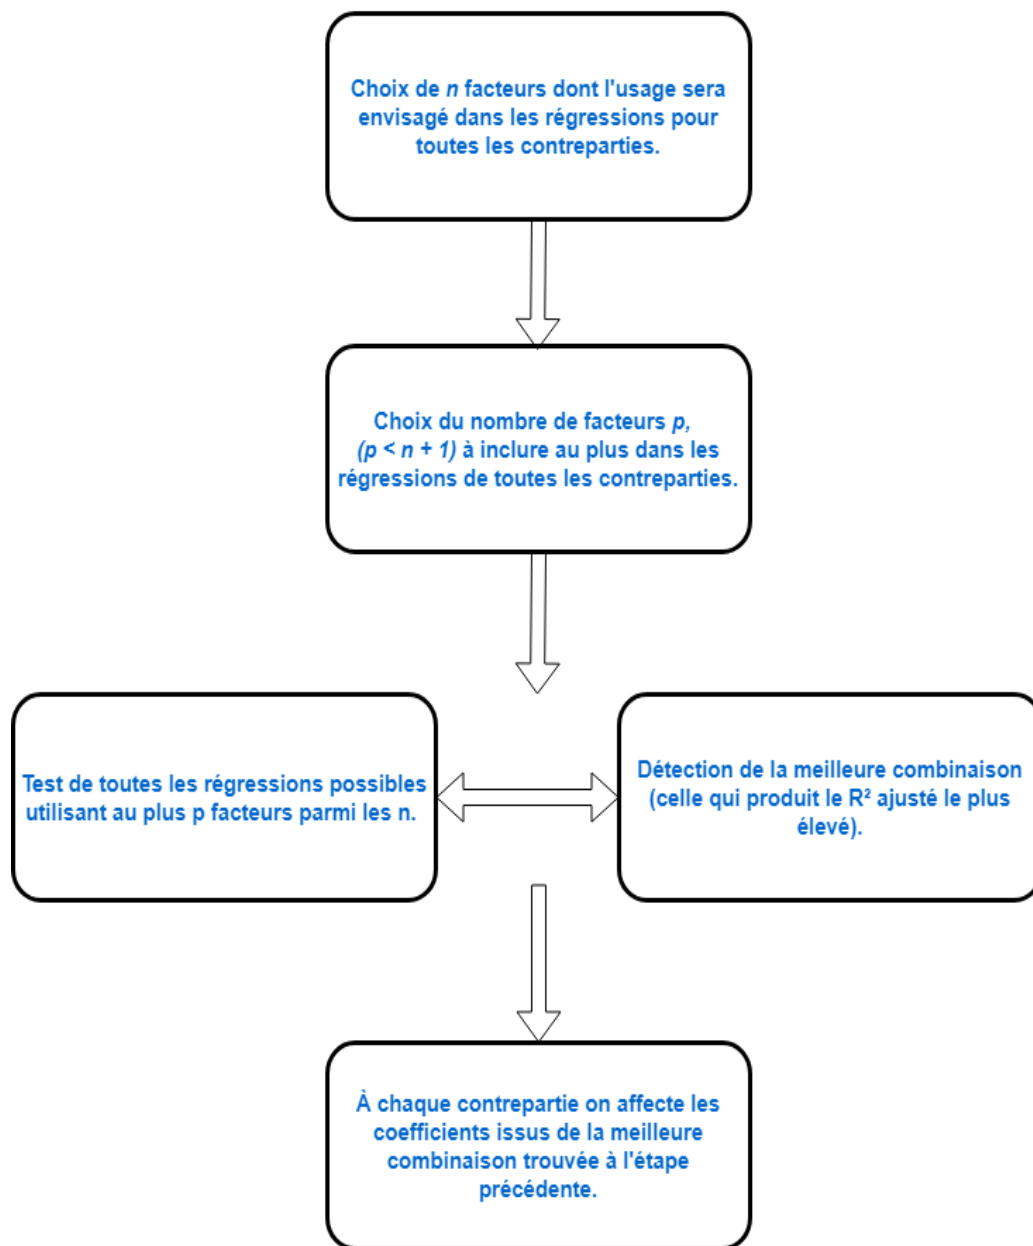 Choix de n facteurs dont l'usage sera
envisagé dans les régressions pour
toutes les contreparties.
Choix du nombre de facteurs p,
(p < n + 1) à inclure au plus dans les
régressions de toutes les contreparties.
Test de toutes les régressions possibles
utilisant au plus p facteurs parmi les n.
Détection de la meilleure combinaison
(celle qui produit le R² ajusté le plus
élevé).
À chaque contrepartie on affecte les
coefficients issus de la meilleure
combinaison trouvée à l'étape
précédente.